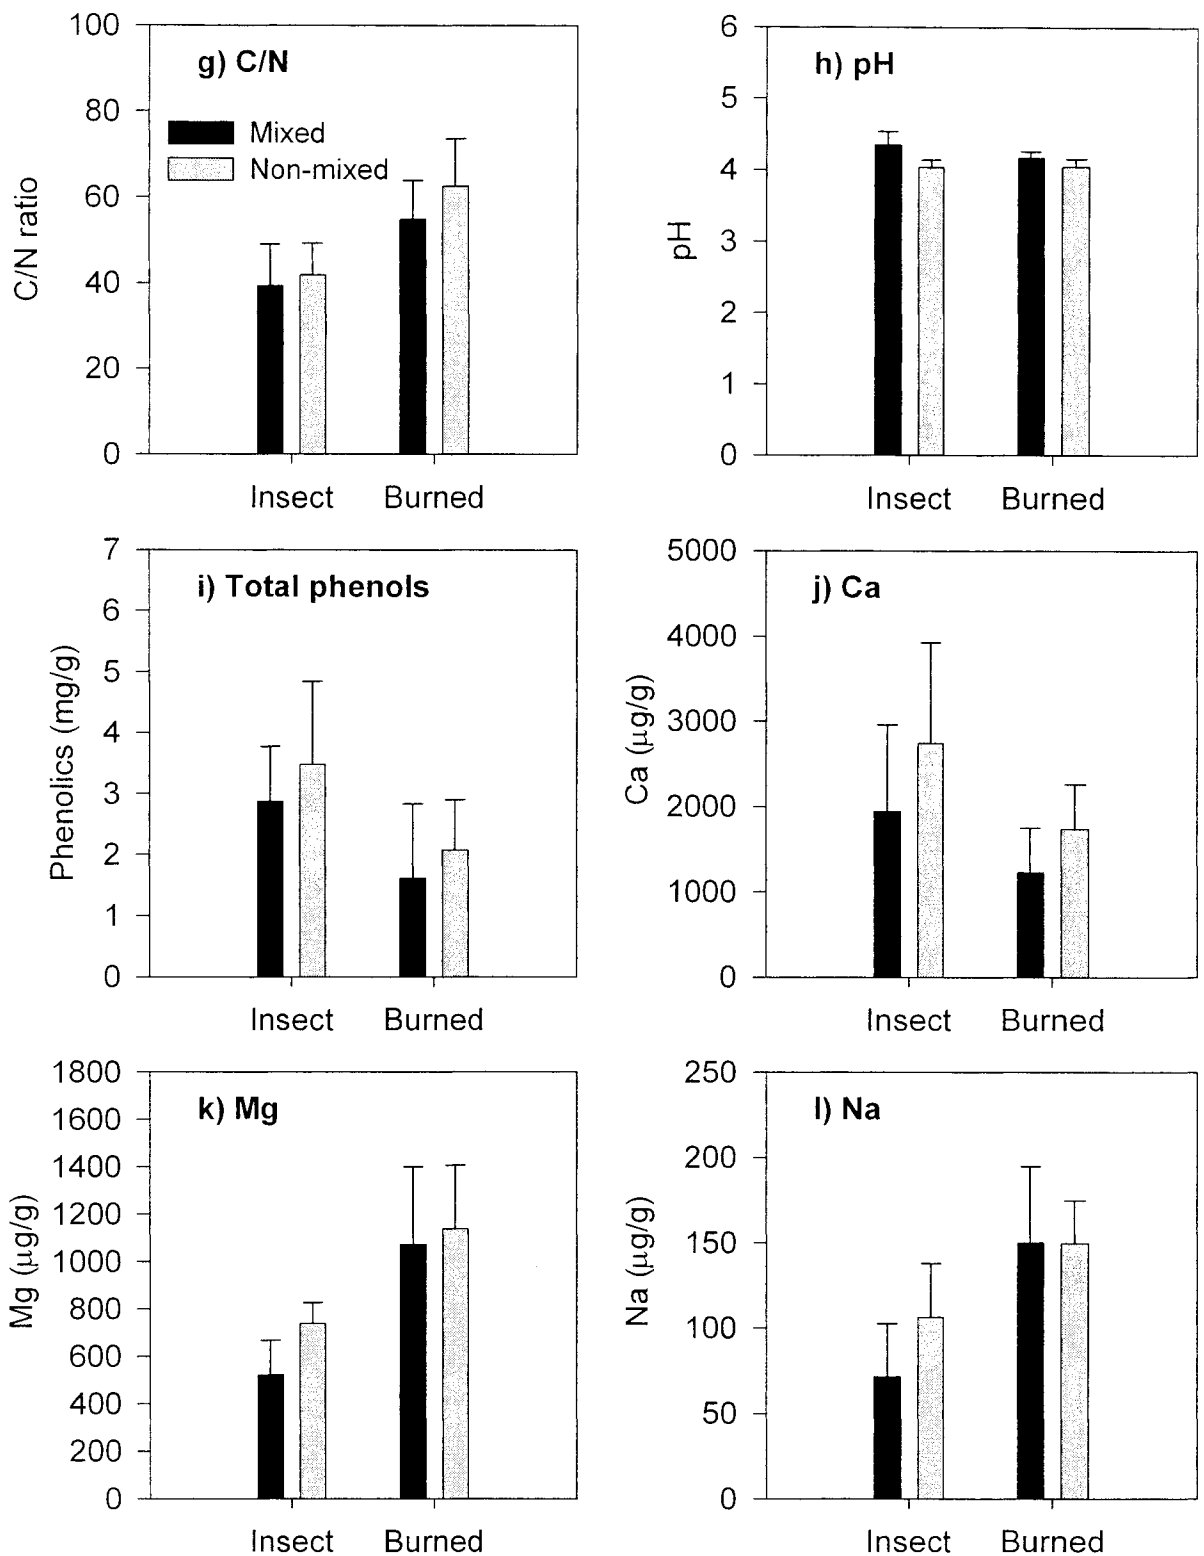 g) C/N
Mixed
Non-mixed
C/N ratio
100
80
60
40
20
0
Insect Burned
h) pH
pH
6
5
4
3
2
1
0
Insect Burned
i) Total phenols
Phenolics (mg/g)
7
6
5
4
3
2
1
0
Insect Burned
j) Ca
Ca (μg/g)
5000
4000
3000
2000
1000
0
Insect Burned
k) Mg
Mg (μg/g)
1800
1600
1400
1200
1000
800
600
400
200
0
Insect Burned
l) Na
Na (μg/g)
250
200
150
100
50
0
Insect Burned